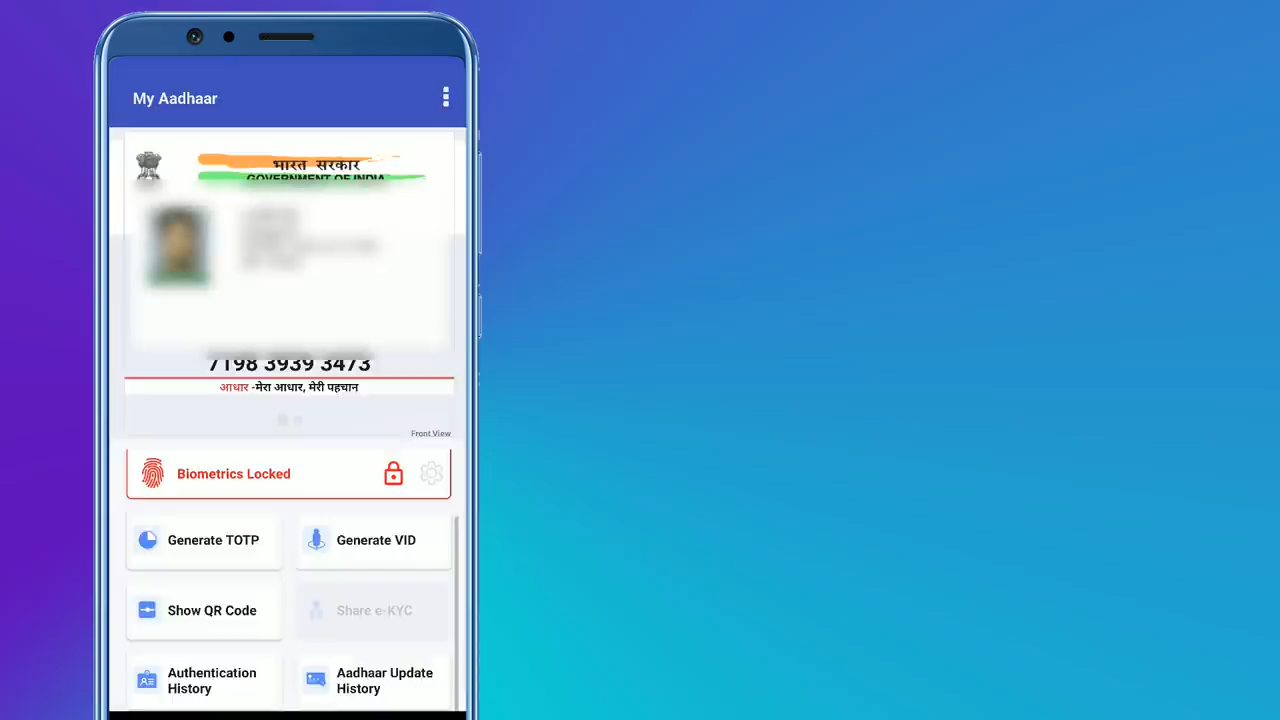 My Aadhaar
भारत सरकार
GOVERNMENT OF INDIA
7198 3939 3473
आधार -मेरा आधार, मेरी पहचान
Front View
Biometrics Locked
Generate TOTP
Generate VID
Show QR Code
Share e-KYC
Authentication
History
Aadhaar Update
History